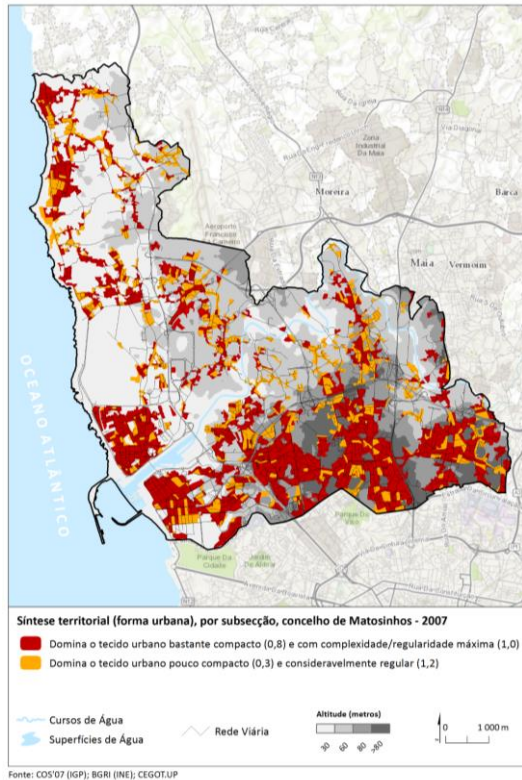 Zona
Industrial
Da Maia
Via Diagonal
Moreira
Barca
Aeroporto
Francisco
Sá Carneiro
Maia
Vermoim
OCEANO ATLÂNTICO
Parque Da
Cidade
Síntese territorial (forma urbana), por subsecção, concelho de Matosinhos - 2007
Domina o tecido urbano bastante compacto (0,8) e com complexidade/regularidade máxima (1,0)
Domina o tecido urbano pouco compacto (0,3) e consideravelmente regular (1,2)
Cursos de Água
Superfícies de Água
Rede Viária
Altitude (metros)
30 60 80 >80
0 1 000 m
Fonte: COS'07 (IGP); BGRI (INE); CEGOT.UP